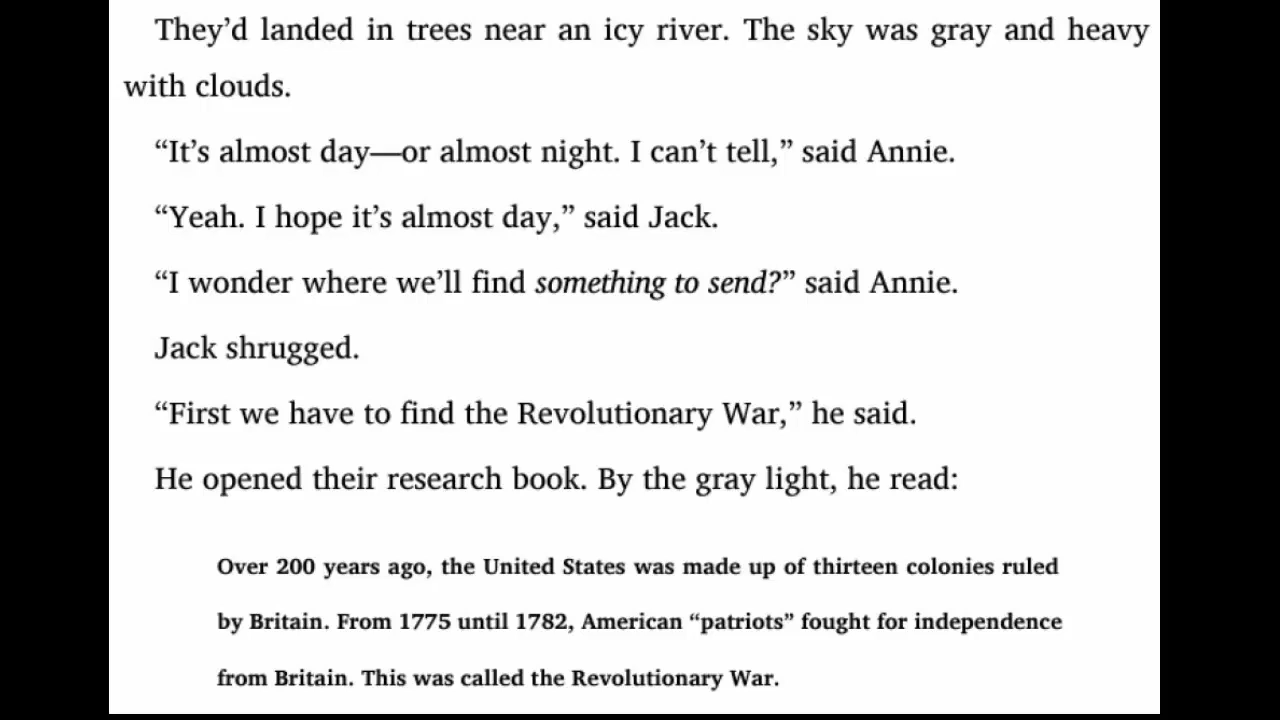 They’d landed in trees near an icy river. The sky was gray and heavy
with clouds.
“It’s almost day—or almost night. I can’t tell,” said Annie.
“Yeah. I hope it’s almost day,” said Jack.
“I wonder where we’ll find something to send?” said Annie.
Jack shrugged.
“First we have to find the Revolutionary War,” he said.
He opened their research book. By the gray light, he read:
Over 200 years ago, the United States was made up of thirteen colonies ruled
by Britain. From 1775 until 1782, American “patriots” fought for independence
from Britain. This was called the Revolutionary War.